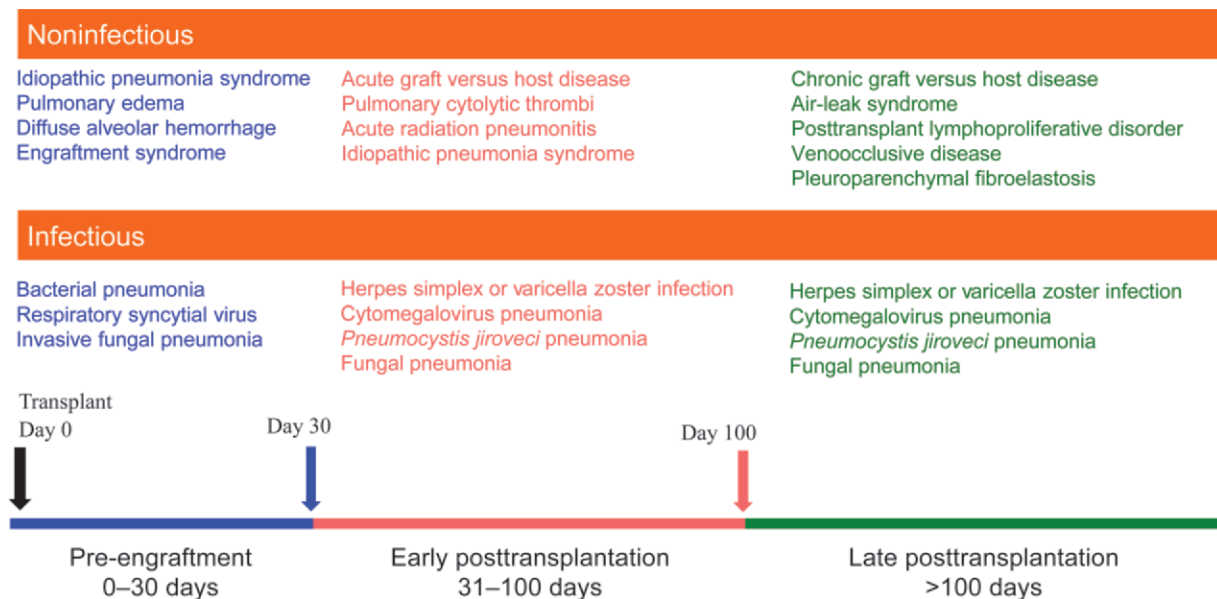 Noninfectious
Idiopathic pneumonia syndrome
Pulmonary edema
Diffuse alveolar hemorrhage
Engraftment syndrome
Acute graft versus host disease
Pulmonary cytolytic thrombi
Acute radiation pneumonitis
Idiopathic pneumonia syndrome
Chronic graft versus host disease
Air-leak syndrome
Posttransplant lymphoproliferative disorder
Venoocclusive disease
Pleuroparenchymal fibroelastosis
Infectious
Bacterial pneumonia
Respiratory syncytial virus
Invasive fungal pneumonia
Herpes simplex or varicella zoster infection
Cytomegalovirus pneumonia
Pneumocystis jiroveci pneumonia
Fungal pneumonia
Herpes simplex or varicella zoster infection
Cytomegalovirus pneumonia
Pneumocystis jiroveci pneumonia
Fungal pneumonia
Transplant
Day 0
Day 30
Day 100
Pre-engraftment
0–30 days
Early posttransplantation
31–100 days
Late posttransplantation
>100 days